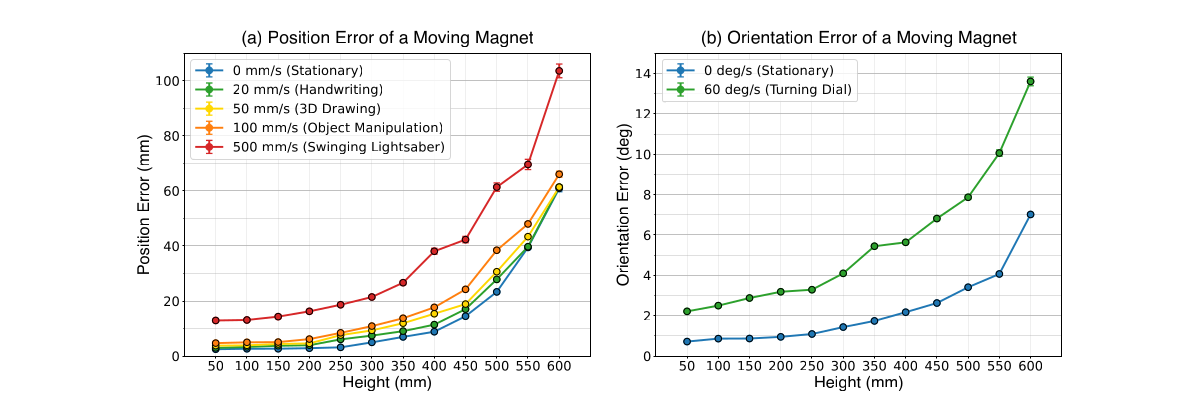 (a) Position Error of a Moving Magnet
Position Error (mm)
100
80
60
40
20
0
0 mm/s (Stationary)
20 mm/s (Handwriting)
50 mm/s (3D Drawing)
100 mm/s (Object Manipulation)
500 mm/s (Swinging Lightsaber)
50 100 150 200 250 300 350 400 450 500 550 600
Height (mm)
(b) Orientation Error of a Moving Magnet
Orientation Error (deg)
14
12
10
8
6
4
2
0
0 deg/s (Stationary)
60 deg/s (Turning Dial)
50 100 150 200 250 300 350 400 450 500 550 600
Height (mm)